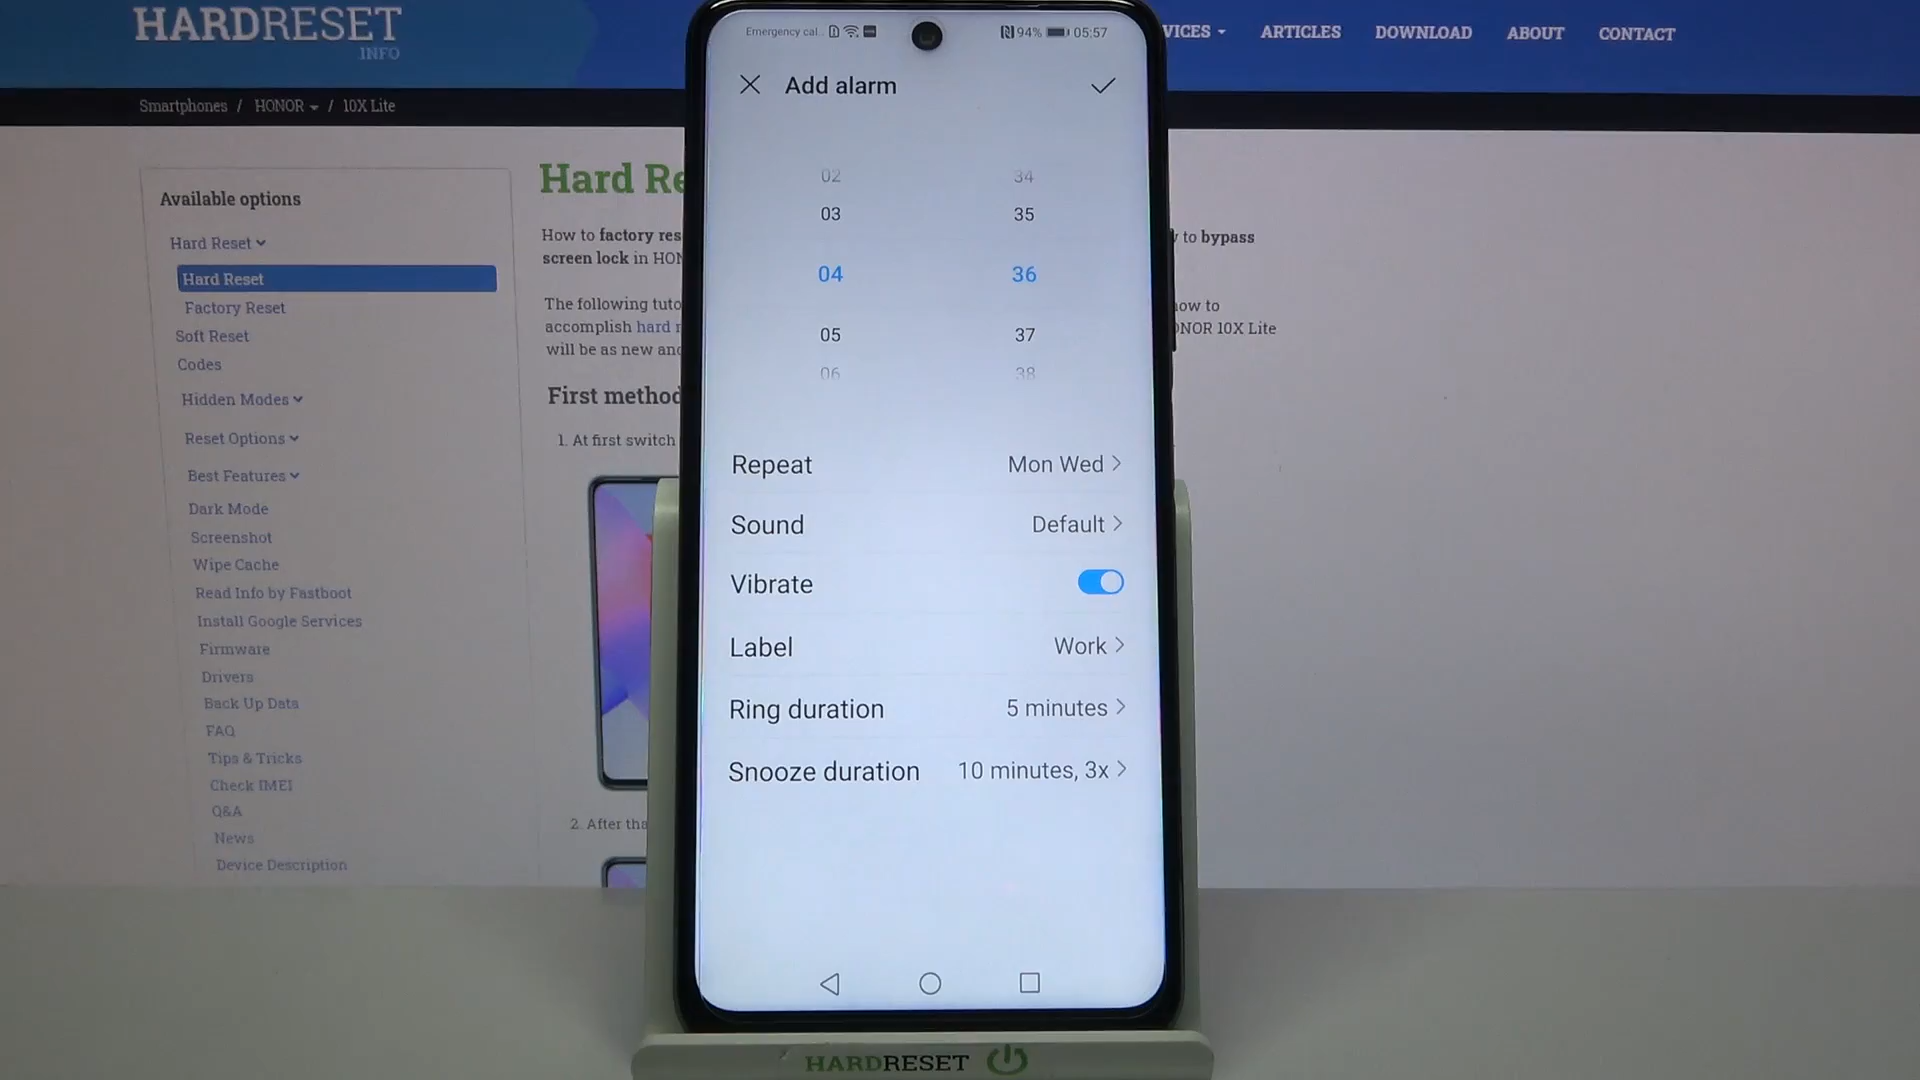 HARDRESET
INFO
VICES
ARTICLES
DOWNLOAD
ABOUT
CONTACT
Smartphones / HONOR / 10X Lite
Available options
Hard Reset
Hard Reset
Factory Reset
Soft Reset
Codes
Hidden Modes
Reset Options
Best Features
Dark Mode
Screenshot
Wipe Cache
Read Info by Fastboot
Install Google Services
Firmware
Drivers
Back Up Data
FAQ
Tips & Tricks
Check IMEI
Q&A
News
Device Description
Hard Re
How to factory res
to bypass
screen lock in HON
The following tuto
how to
accomplish hard r
ONOR 10X Lite
will be as new and
First method
1. At first switch
2. After tha
Emergency cal..
94% 05:57
Add alarm
02 34
03 35
04 36
05 37
06 38
Repeat Mon Wed
Sound Default
Vibrate
Label Work
Ring duration 5 minutes
Snooze duration 10 minutes, 3x
HARDRESET